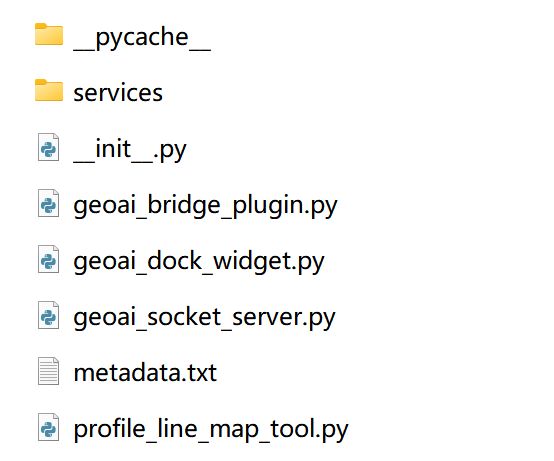 __pycache__
services
__init__.py
geoai_bridge_plugin.py
geoai_dock_widget.py
geoai_socket_server.py
metadata.txt
profile_line_map_tool.py